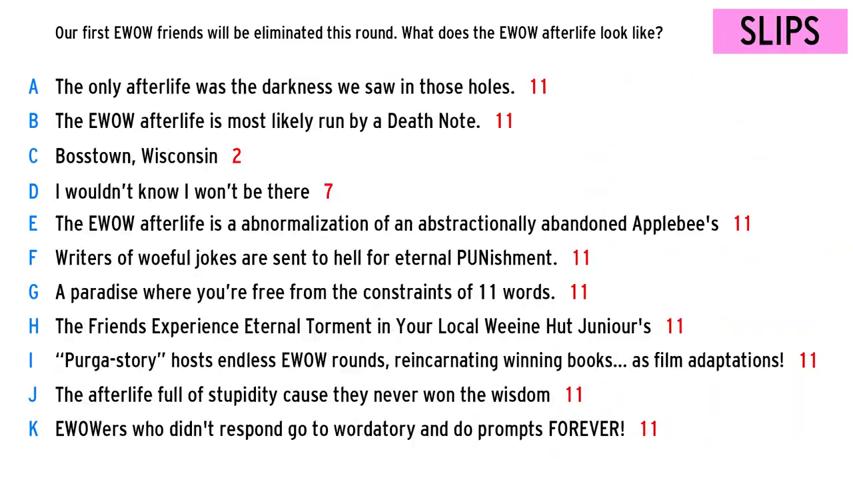 Our first EWOW friends will be eliminated this round. What does the EWOW afterlife look like?
SLIPS
A The only afterlife was the darkness we saw in those holes. 11
B The EWOW afterlife is most likely run by a Death Note. 11
C Bosstown, Wisconsin 2
D I wouldn't know I won't be there 7
E The EWOW afterlife is a abnormalization of an abstractionally abandoned Applebee's 11
F Writers of woeful jokes are sent to hell for eternal PUNishment. 11
G A paradise where you're free from the constraints of 11 words. 11
H The Friends Experience Eternal Torment in Your Local Weeine Hut Juniour's 11
I “Purga-story” hosts endless EWOW rounds, reincarnating winning books... as film adaptations! 11
J The afterlife full of stupidity cause they never won the wisdom 11
K EWOWers who didn't respond go to wordatory and do prompts FOREVER! 11